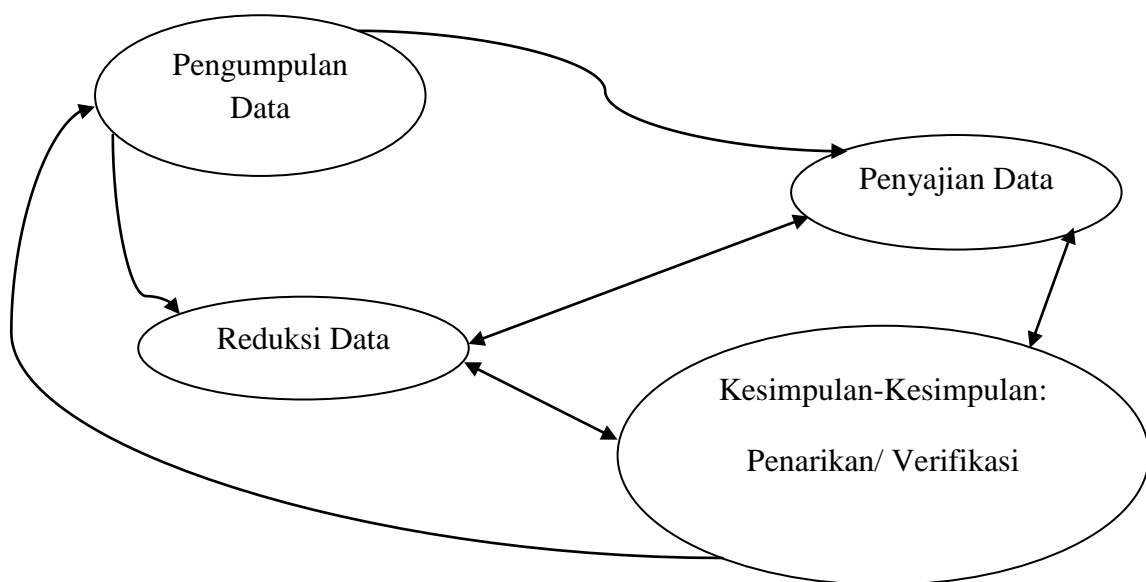 Pengumpulan
Data
Penyajian Data
Reduksi Data
Kesimpulan-Kesimpulan:
Penarikan/ Verifikasi